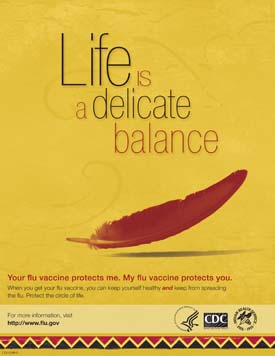 Life is
a delicate
balance
Your flu vaccine protects me. My flu vaccine protects you.
When you get your flu vaccine, you can keep yourself healthy and keep from spreading
the flu. Protect the circle of life.
For more information, visit
http://www.flu.gov
CDC